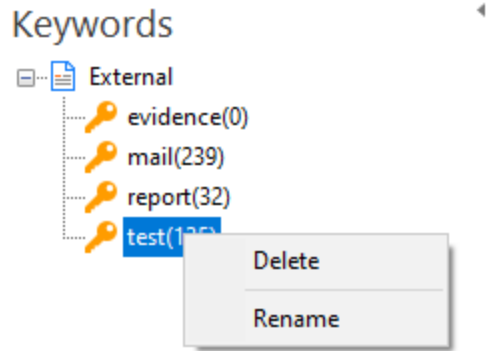 Keywords
External
evidence(0)
mail(239)
report(32)
test(
Delete
Rename